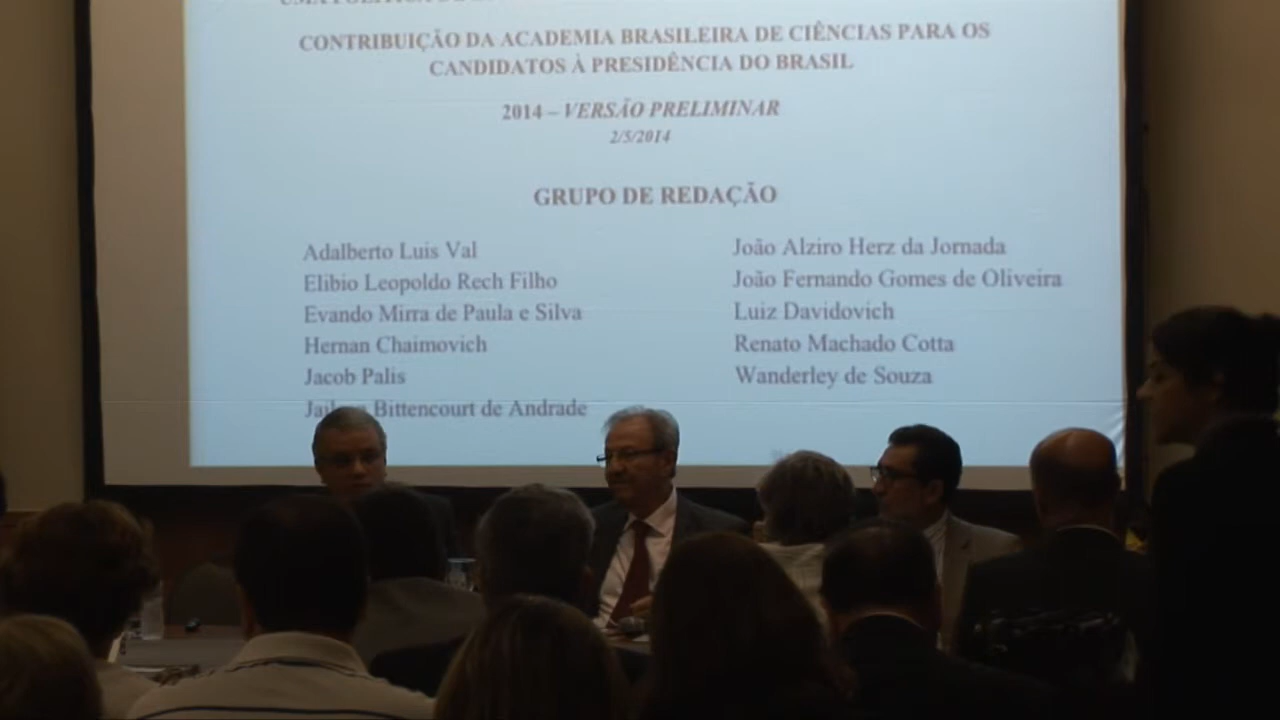 UMA POLÍTICA DE
CONTRIBUIÇÃO DA ACADEMIA BRASILEIRA DE CIÊNCIAS PARA OS
CANDIDATOS À PRESIDÊNCIA DO BRASIL
2014 – VERSÃO PRELIMINAR
2/5/2014
GRUPO DE REDAÇÃO
Adalberto Luis Val
Elibio Leopoldo Rech Filho
Evando Mirra de Paula e Silva
Hernan Chaimovich
Jacob Palis
Bittencourt de Andrade
João Alziro Herz da Jornada
João Fernando Gomes de Oliveira
Luiz Davidovich
Renato Machado Cotta
Wanderley de Souza